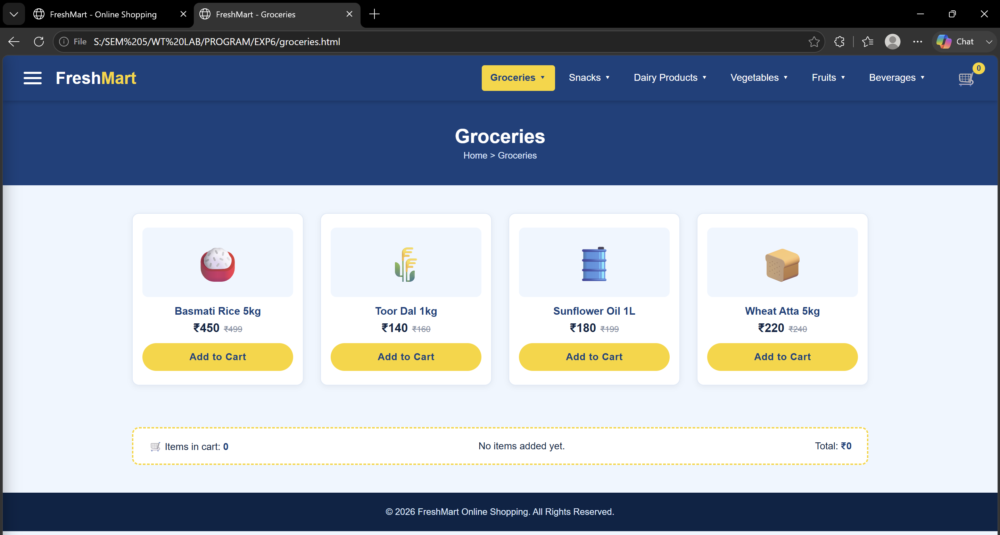 FreshMart - Online Shopping
FreshMart - Groceries
File S:/SEM%205/WT%20LAB/PROGRAM/EXP6/groceries.html
Chat
FreshMart
Groceries ▼ Snacks ▼ Dairy Products ▼ Vegetables ▼ Fruits ▼ Beverages ▼
0
Groceries
Home > Groceries
Basmati Rice 5kg
₹450 ₹499
Add to Cart
Toor Dal 1kg
₹140 ₹160
Add to Cart
Sunflower Oil 1L
₹180 ₹199
Add to Cart
Wheat Atta 5kg
₹220 ₹240
Add to Cart
Items in cart: 0
No items added yet.
Total: ₹0
© 2026 FreshMart Online Shopping. All Rights Reserved.